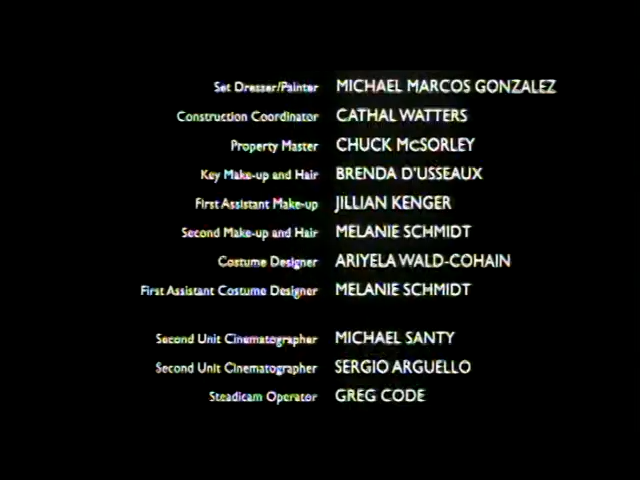 Set Dresser/Painter MICHAEL MARCOS GONZALEZ
Construction Coordinator CATHAL WATTERS
Property Master CHUCK McSORLEY
Key Make-up and Hair BRENDA D'USSEAUX
First Assistant Make-up JILLIAN KENGER
Second Make-up and Hair MELANIE SCHMIDT
Costume Designer ARIYELA WALD-COHAIN
First Assistant Costume Designer MELANIE SCHMIDT
Second Unit Cinematographer MICHAEL SANTY
Second Unit Cinematographer SERGIO ARGUELLO
Steadicam Operator GREG CODE